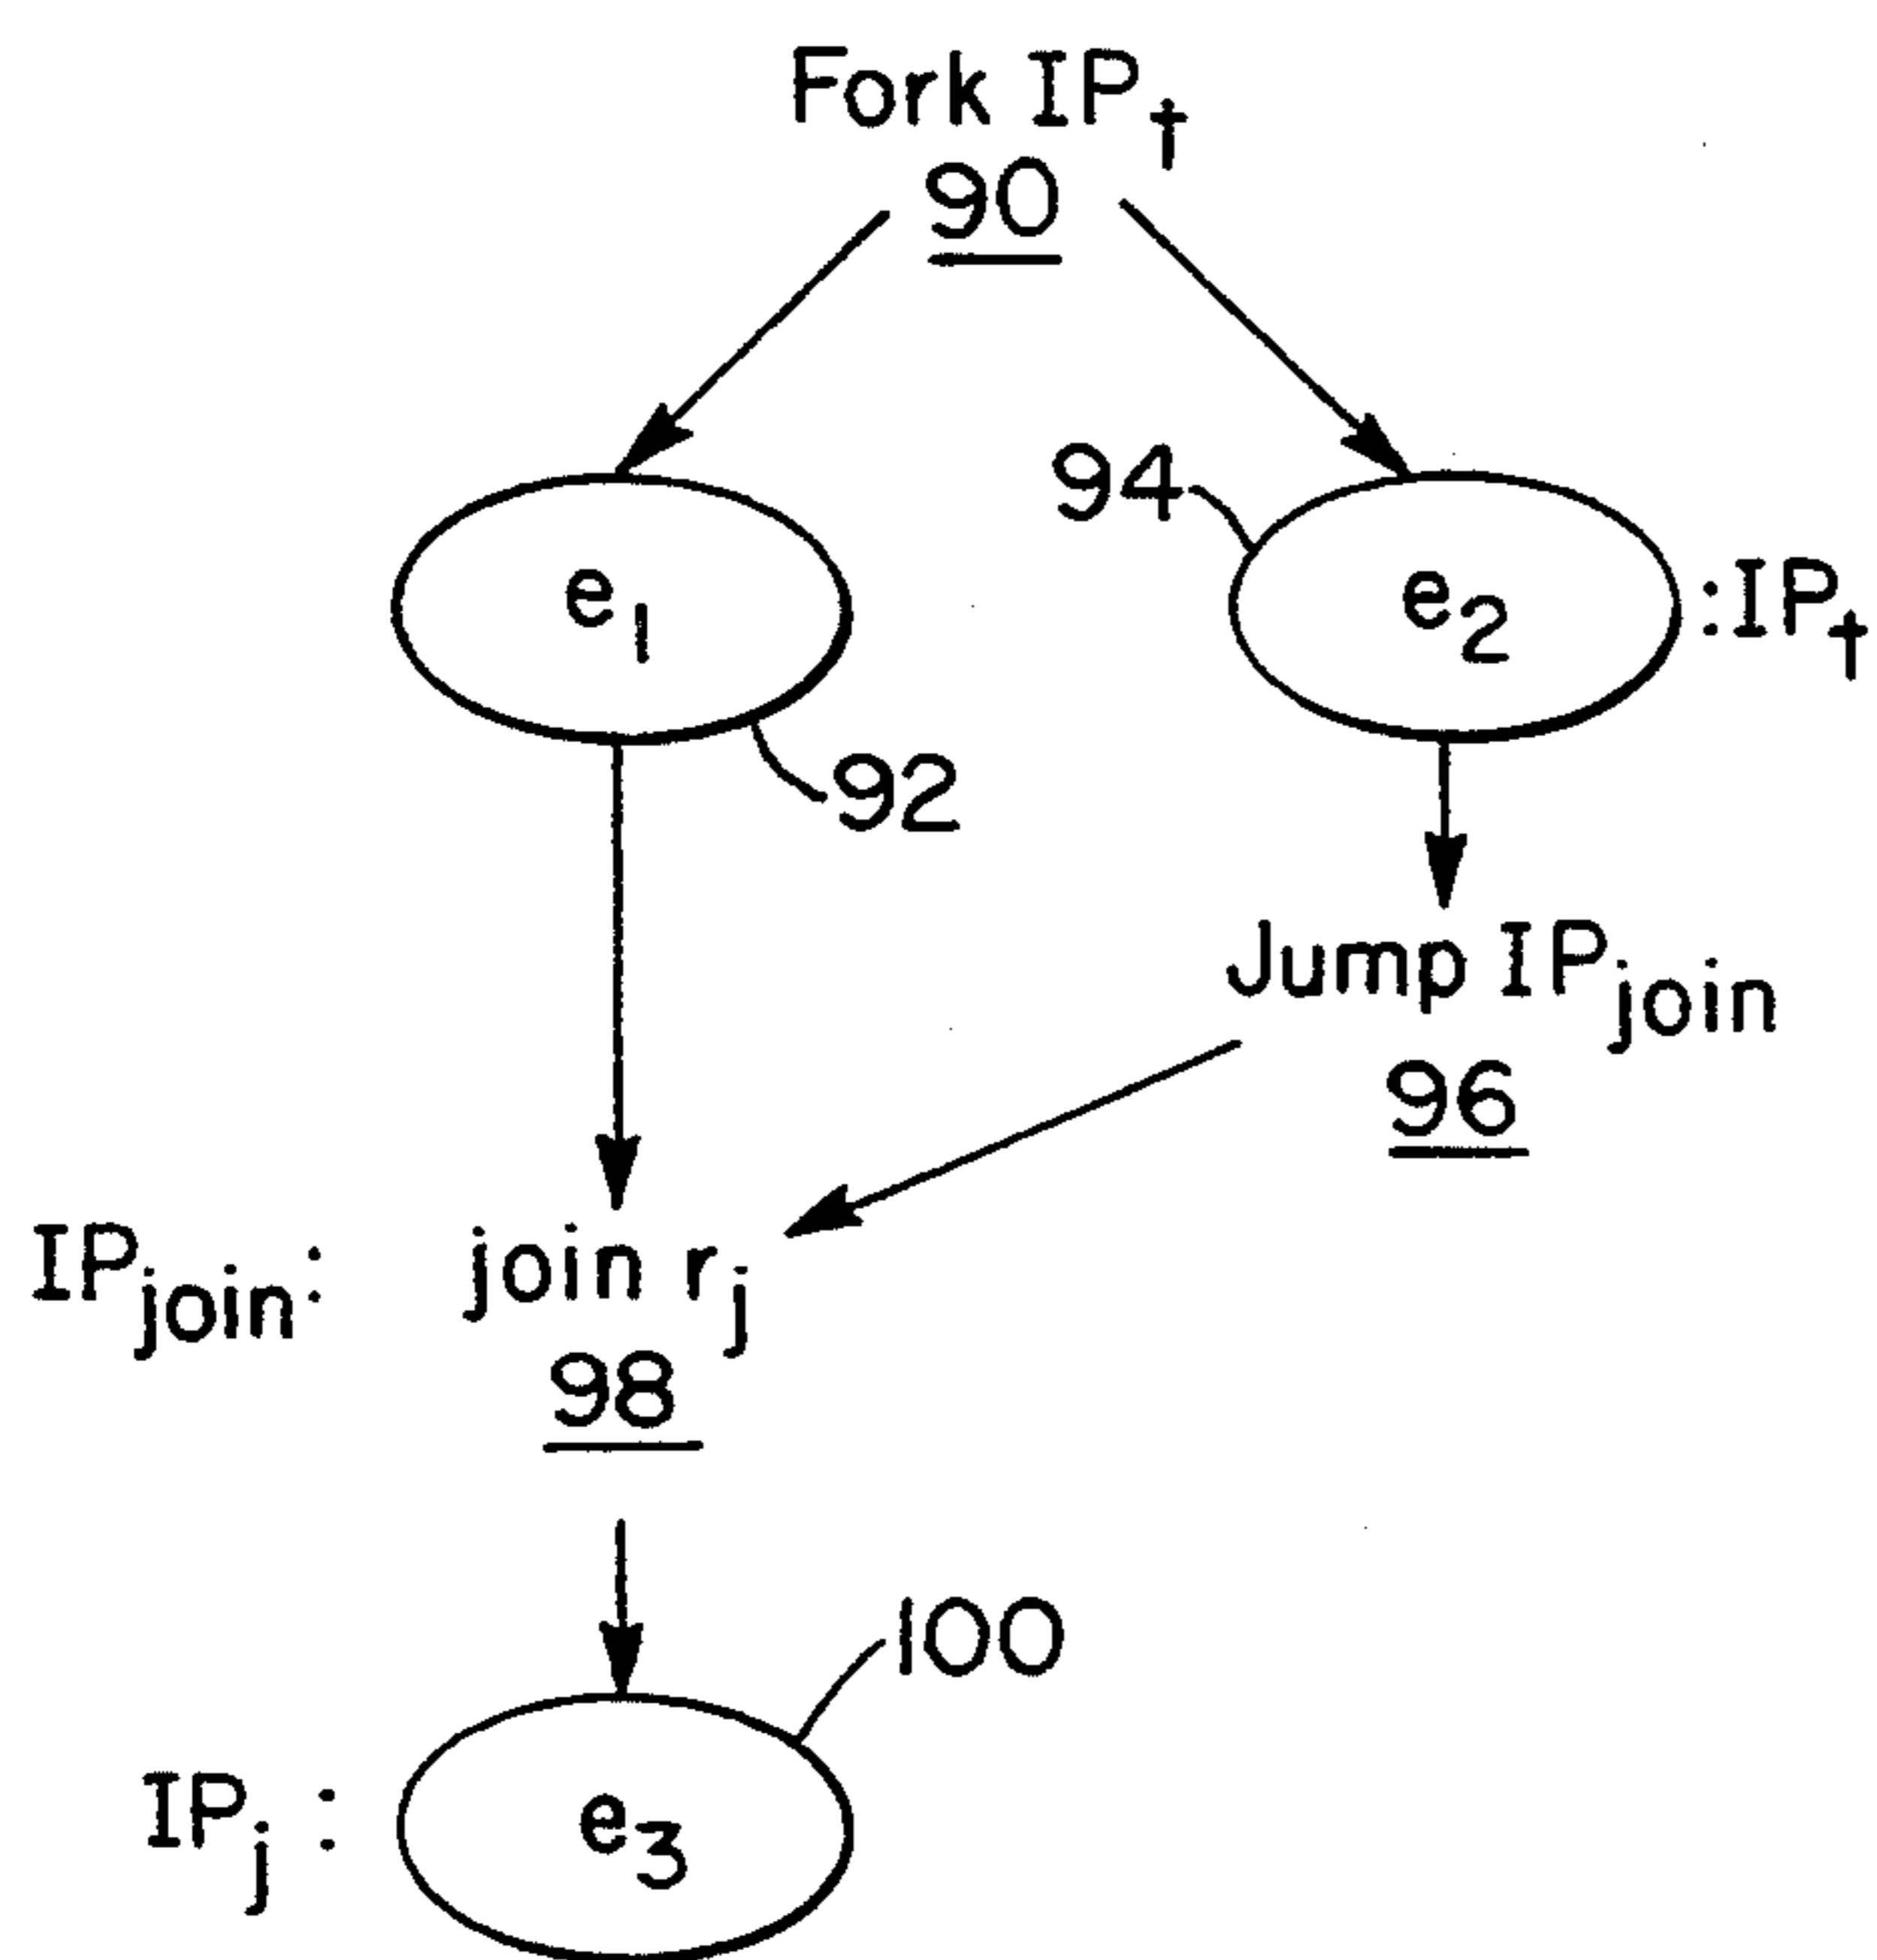 Fork IPt
90
94
e1
e2
:IPt
92
Jump IPjoin
96
IPjoin: join rj
98
100
IPj: e3